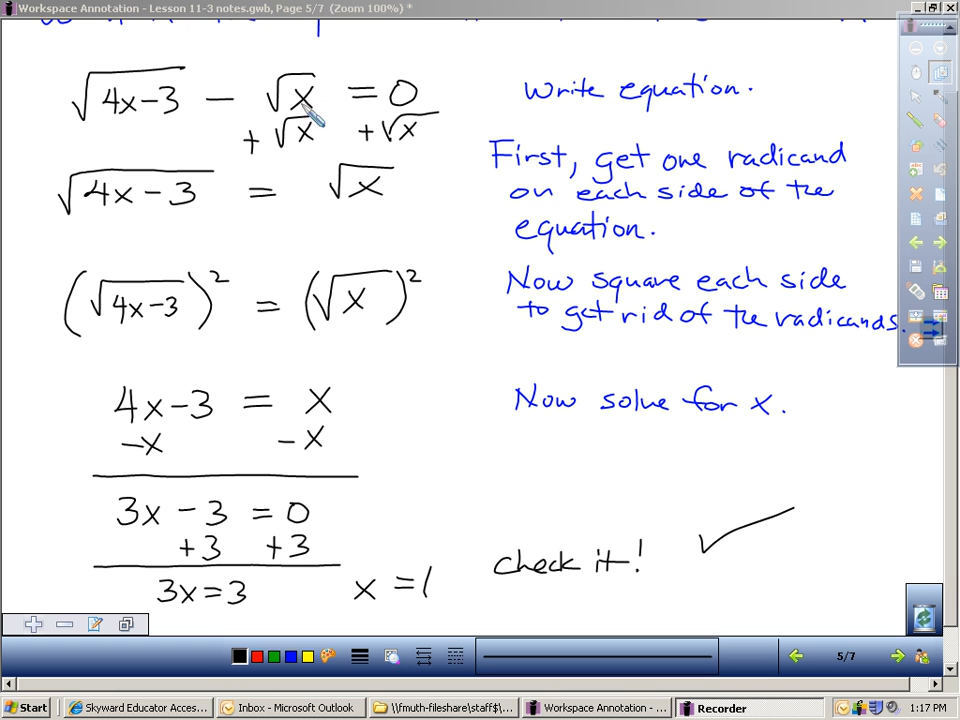 Workspace Annotation - Lesson 11-3 notes.gwb, Page 5/7 (Zoom 100%) *
√(4x-3) - √x = 0
write equation.
+√x +√x
First, get one radicand
√(4x-3) = √x
on each side of the
equation.
(√(4x-3))² = (√x)²
Now square each side
to get rid of the radicands.
4x-3 = x
Now solve for x.
-x -x
3x - 3 = 0
+3 +3
check it! ✓
3x = 3 x = 1
5/7
Start
Skyward Educator Acces...
Inbox - Microsoft Outlook
\\fmuth-fileshare\staff$\...
Workspace Annotation - ...
Recorder
1:17 PM